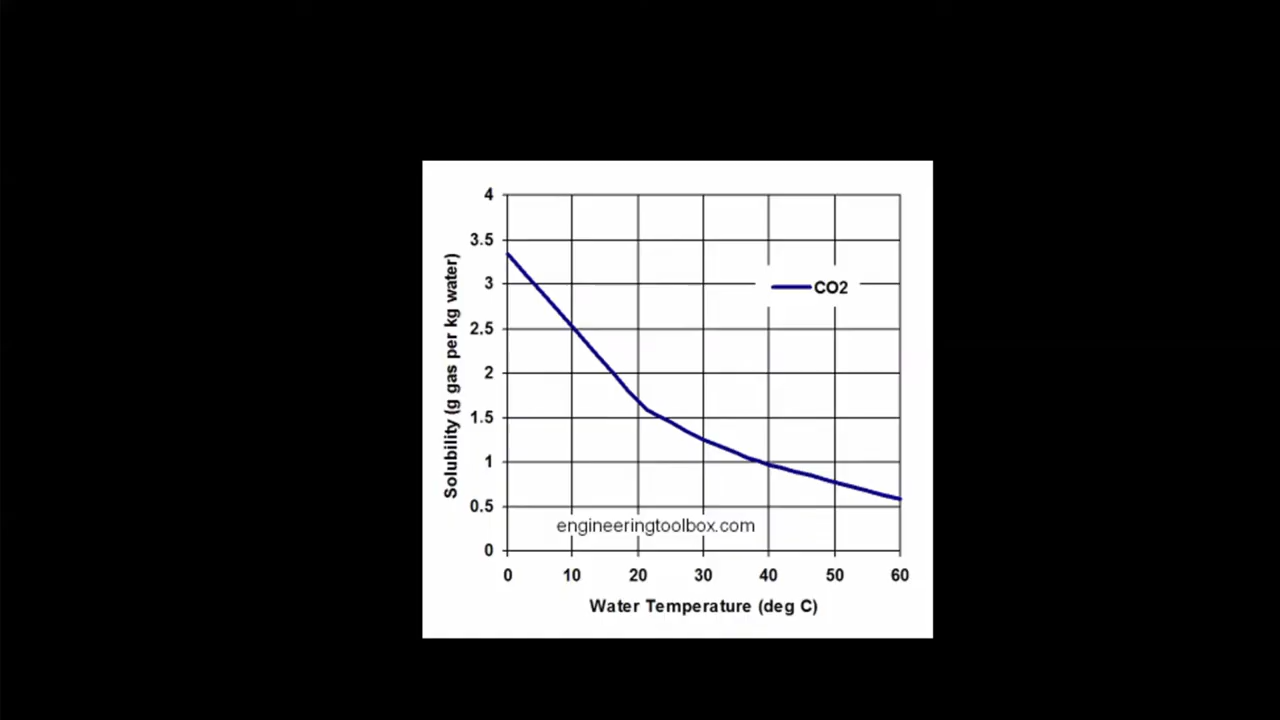 4
3.5
3
2.5
2
1.5
1
0.5
0
Solubility (g gas per kg water)
CO2
engineeringtoolbox.com
0 10 20 30 40 50 60
Water Temperature (deg C)